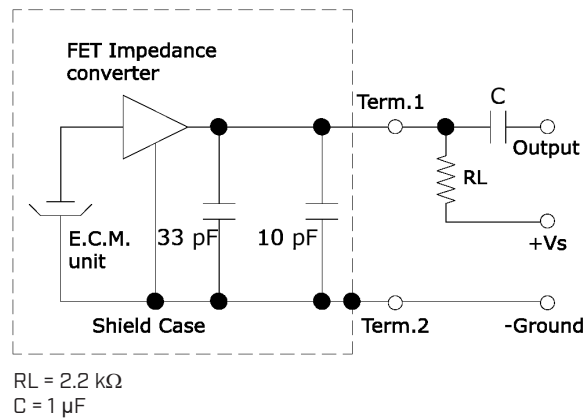 FET Impedance
converter
Term.1
C
Output
RL
E.C.M.
unit
33 pF
10 pF
+Vs
Shield Case
Term.2
-Ground
RL = 2.2 kΩ
C = 1 µF